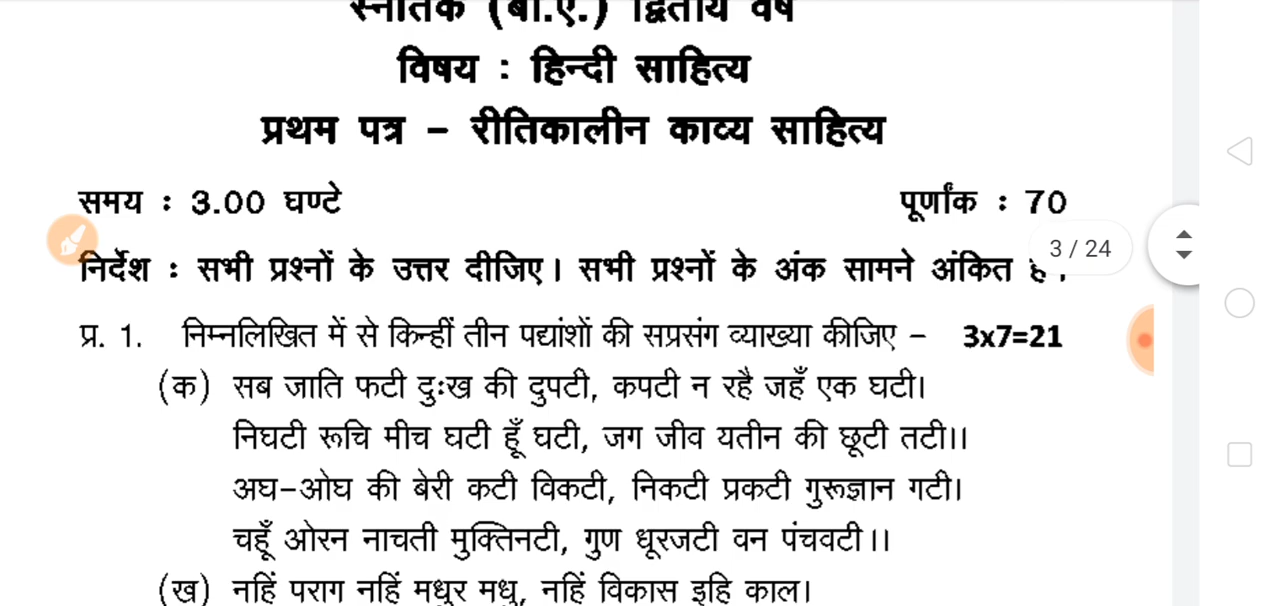 स्नातक (बी.ए.) द्वितीय वर्ष
विषय : हिन्दी साहित्य
प्रथम पत्र – रीतिकालीन काव्य साहित्य
समय : 3.00 घण्टे पूर्णांक : 70
3 / 24
निर्देश : सभी प्रश्नों के उत्तर दीजिए। सभी प्रश्नों के अंक सामने अंकित
प्र. 1. निम्नलिखित में से किन्हीं तीन पद्यांशों की सप्रसंग व्याख्या कीजिए – 3x7=21
(क) सब जाति फटी दुःख की दुपटी, कपटी न रहै जहँ एक घटी।
निघटी रूचि मीच घटी हूँ घटी, जग जीव यतीन की छूटी तटी।।
अघ-ओघ की बेरी कटी विकटी, निकटी प्रकटी गुरूज्ञान गटी।
चहूँ ओरन नाचती मुक्तिनटी, गुण धूरजटी वन पंचवटी।।
(ख) नहिं पराग नहिं मधुर मधु, नहिं विकास इहि काल।